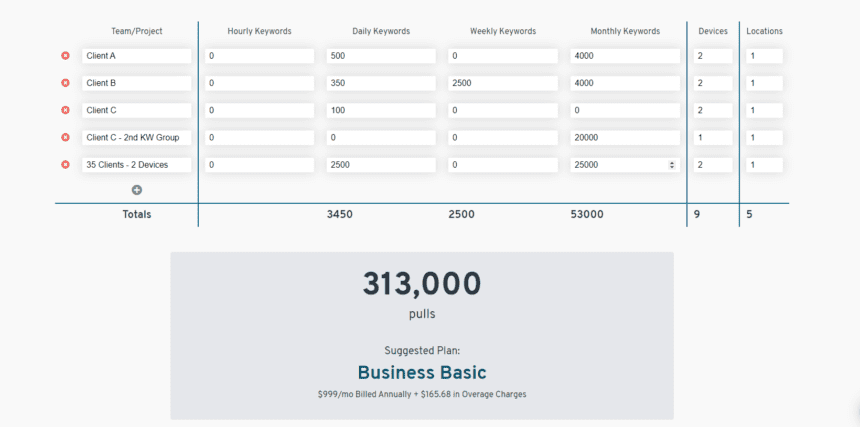 Team/Project Hourly Keywords Daily Keywords Weekly Keywords Monthly Keywords Devices Locations
Client A 0 500 0 4000 2 1
Client B 0 350 2500 4000 2 1
Client C 0 100 0 0 2 1
Client C - 2nd KW Group 0 0 0 20000 1 1
35 Clients - 2 Devices 0 2500 0 25000 2 1
Totals 3450 2500 53000 9 5
313,000
pulls
Suggested Plan:
Business Basic
$999/mo Billed Annually + $165.68 in Overage Charges